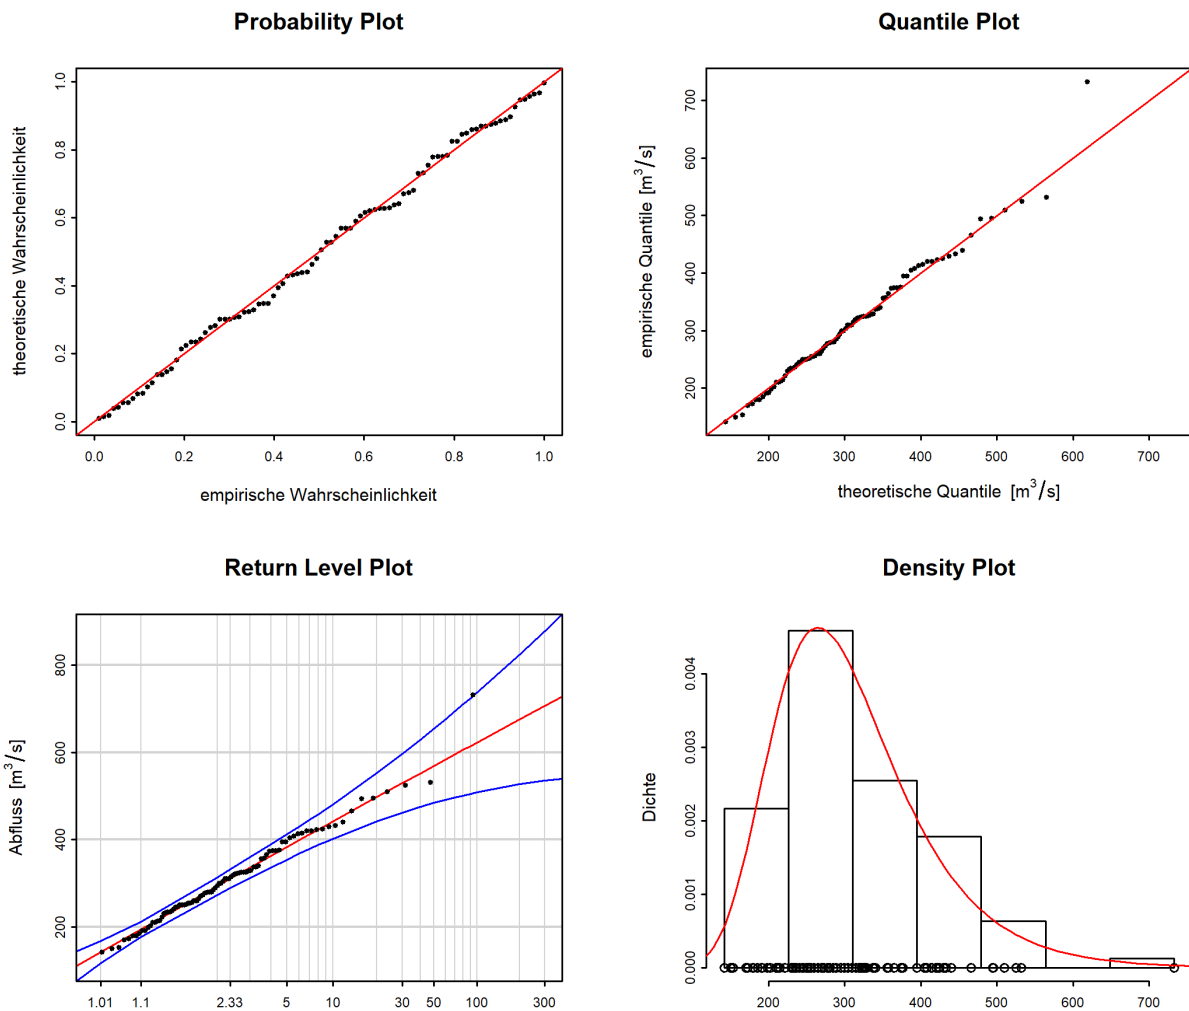 Probability Plot
theoretische Wahrscheinlichkeit
1.0
0.8
0.6
0.4
0.2
0.0
0.0 0.2 0.4 0.6 0.8 1.0
empirische Wahrscheinlichkeit
Quantile Plot
empirische Quantile [m³/s]
700
600
500
400
300
200
200 300 400 500 600 700
theoretische Quantile [m³/s]
Return Level Plot
Abfluss [m³/s]
800
600
400
200
1.01 1.1 2.33 5 10 30 50 100 300
Density Plot
Dichte
0.004
0.003
0.002
0.001
0.000
200 300 400 500 600 700